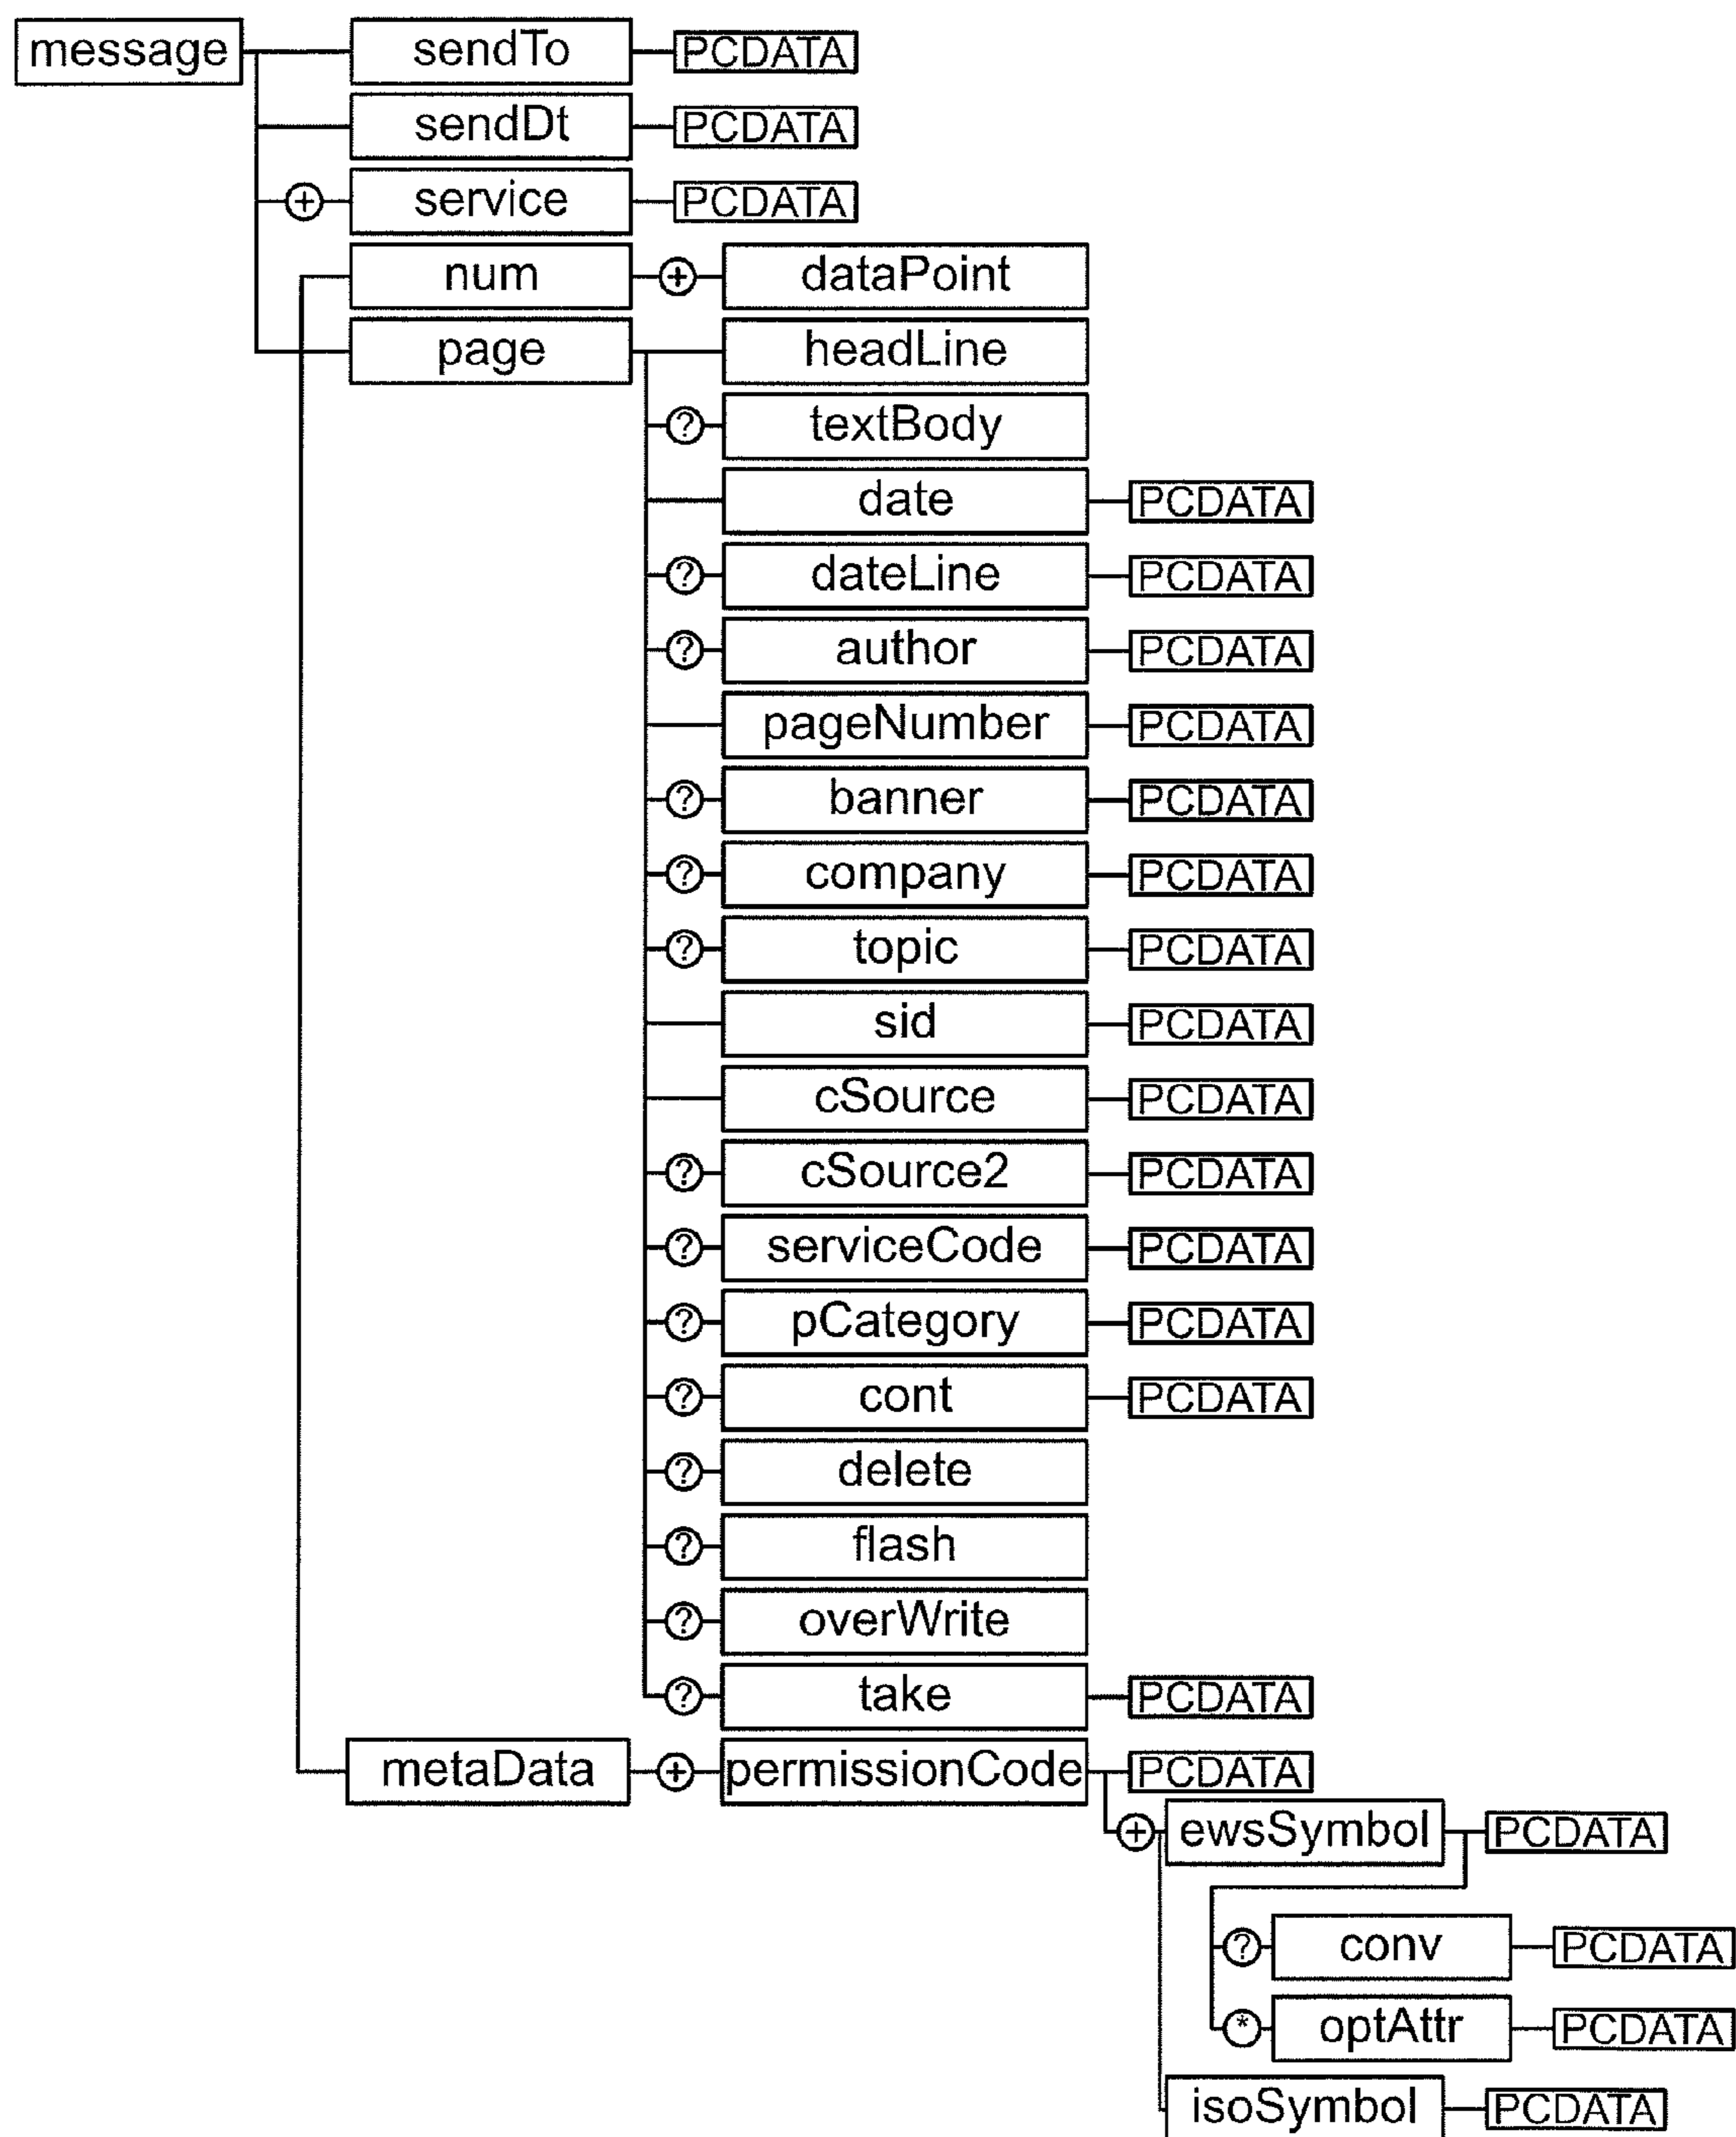 message sendTo PCDATA
sendDt PCDATA
+ service PCDATA
num + dataPoint
page headLine
? textBody
date PCDATA
? dateLine PCDATA
? author PCDATA
pageNumber PCDATA
? banner PCDATA
? company PCDATA
? topic PCDATA
sid PCDATA
cSource PCDATA
? cSource2 PCDATA
? serviceCode PCDATA
? pCategory PCDATA
? cont PCDATA
? delete
? flash
? overWrite
? take PCDATA
metaData + permissionCode PCDATA
+ ewsSymbol PCDATA
? conv PCDATA
* optAttr PCDATA
isoSymbol PCDATA